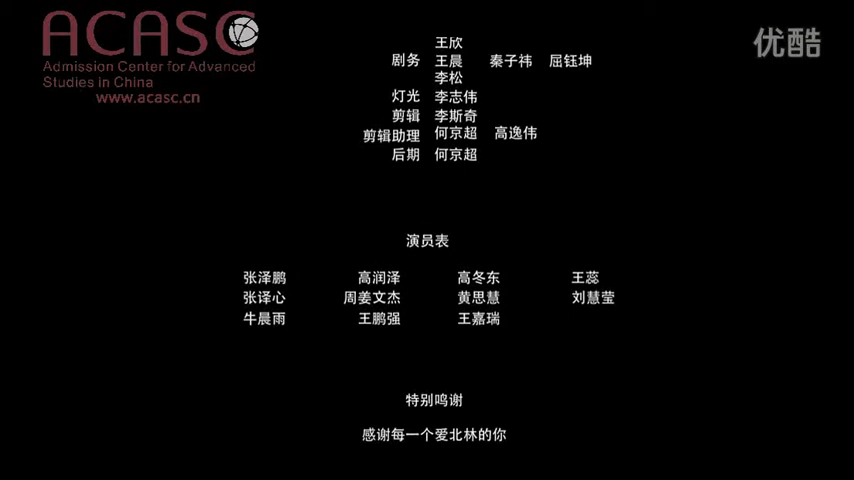 ACASC
Admission Center for Advanced
Studies in China
www.acasc.cn
优酷
王欣
剧务 王晨 秦子祎 屈钰坤
李松
灯光 李志伟
剪辑 李斯奇
剪辑助理 何京超 高逸伟
后期 何京超
演员表
张泽鹏 高润泽 高冬东 王蕊
张译心 周姜文杰 黄思慧 刘慧莹
牛晨雨 王鹏强 王嘉瑞
特别鸣谢
感谢每一个爱北林的你